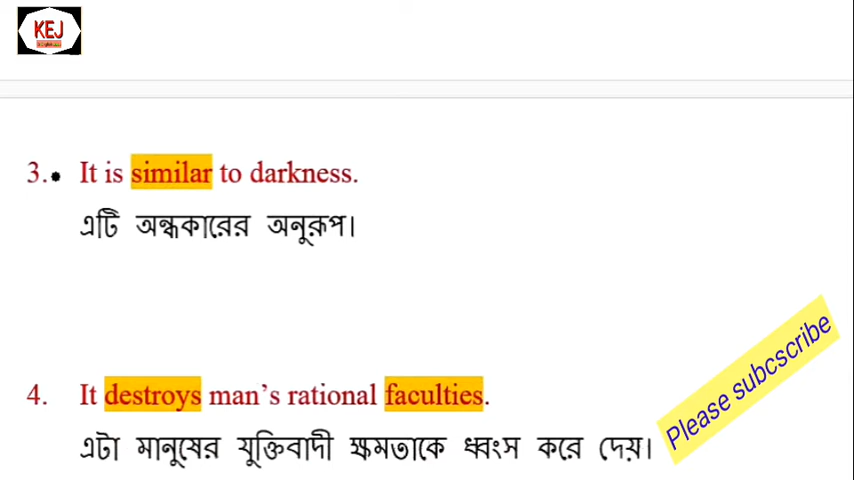 KEJ
3. It is similar to darkness.
এটি অন্ধকারের অনুরূপ।
4. It destroys man's rational faculties.
এটা মানুষের যুক্তিবাদী ক্ষমতাকে ধ্বংস করে দেয়।
Please subcscribe